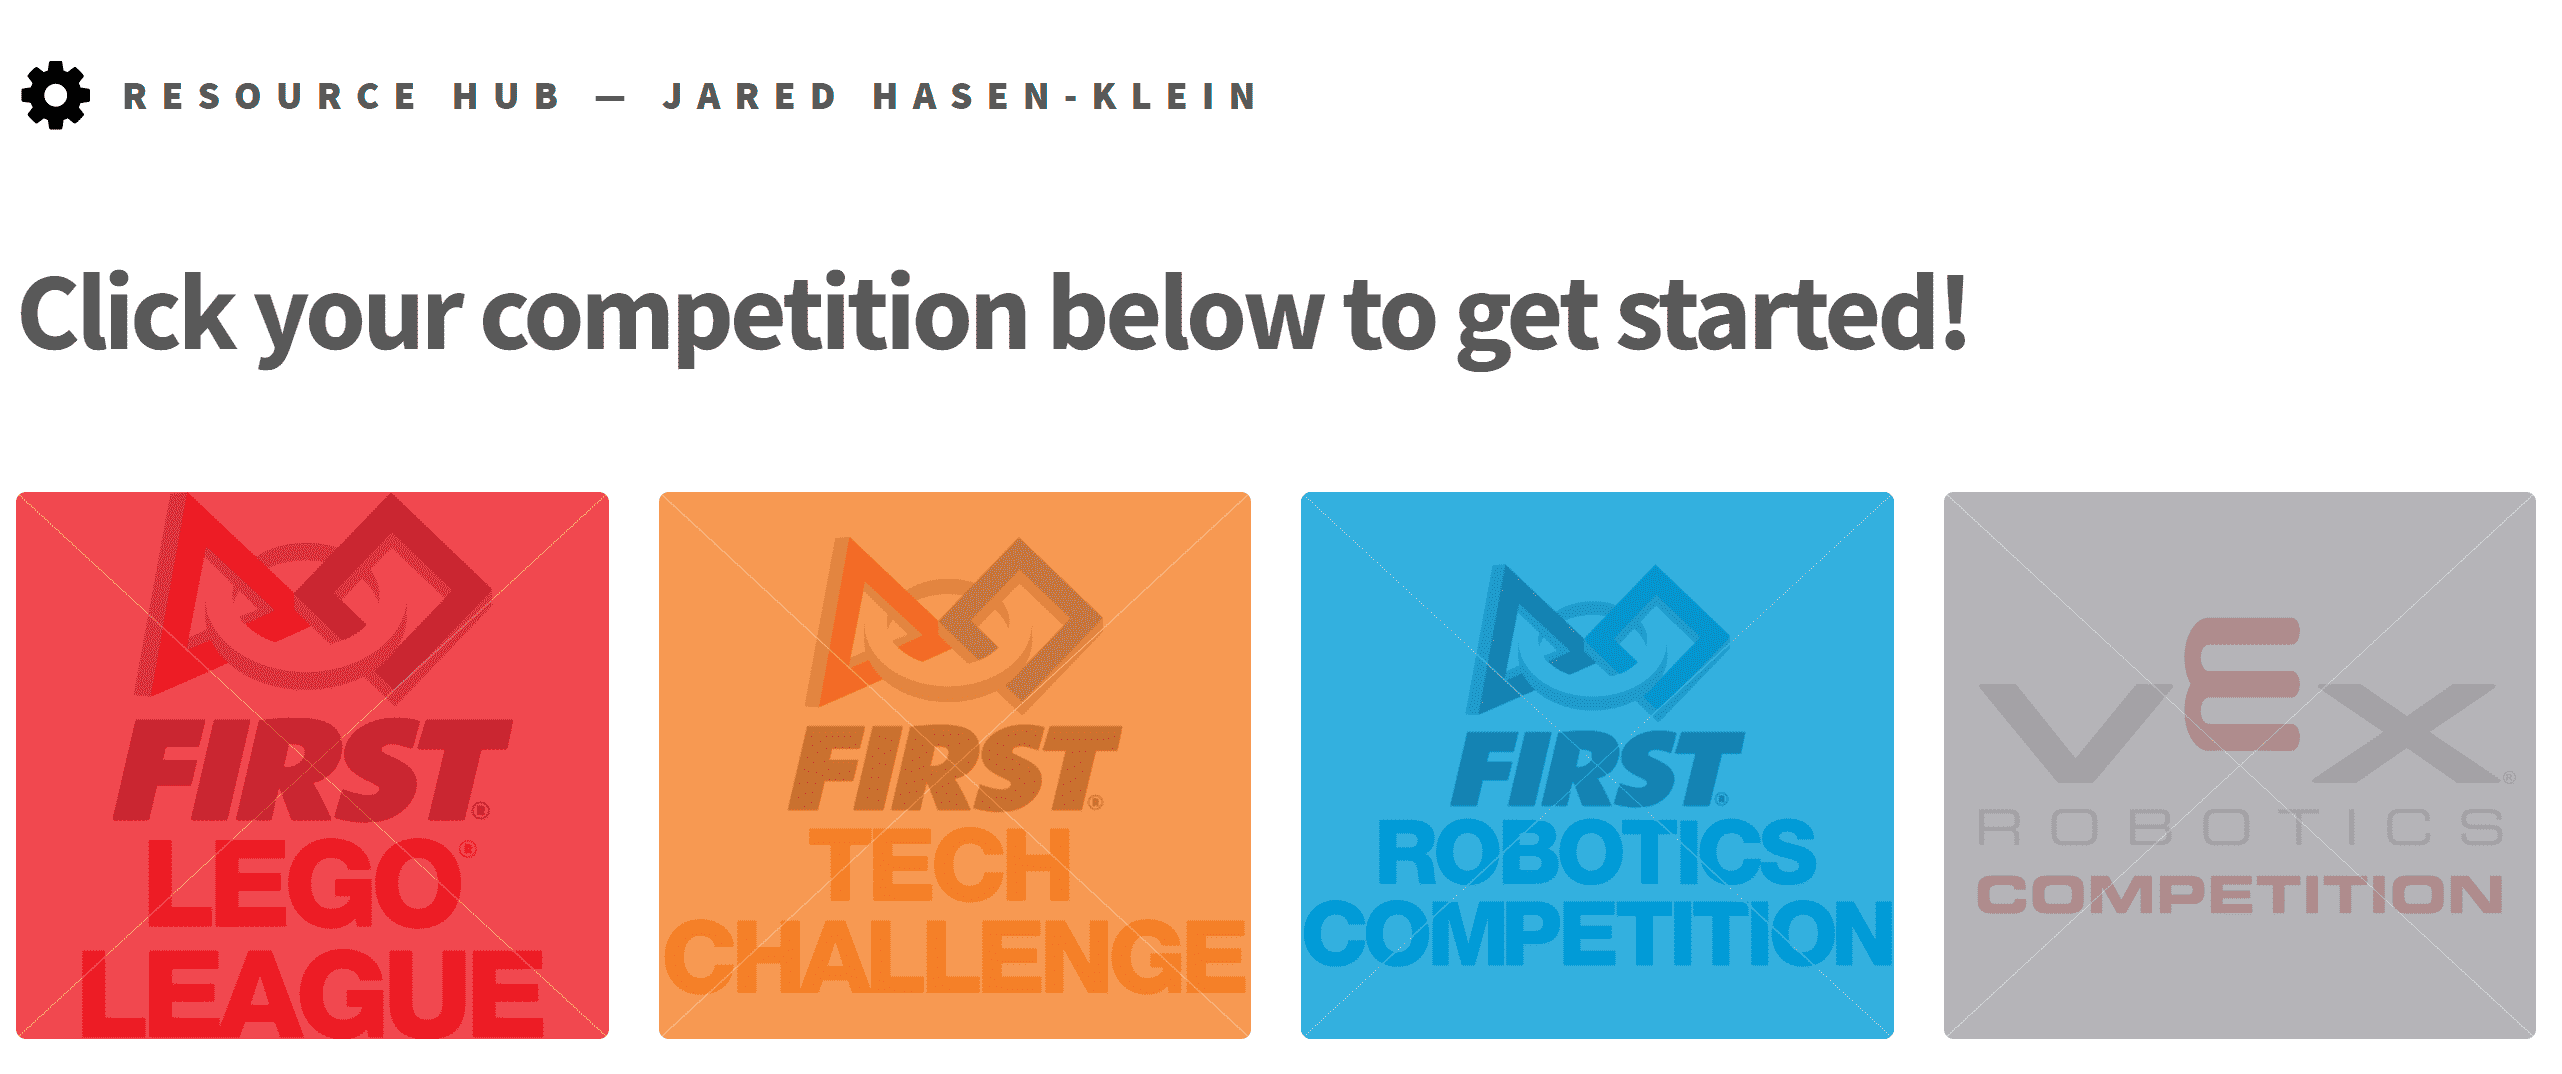 RESOURCE HUB — JARED HASEN-KLEIN
Click your competition below to get started!
FIRST®
LEGO®
LEAGUE
FIRST®
TECH
CHALLENGE
FIRST®
ROBOTICS
COMPETITION
VEX®
ROBOTICS
COMPETITION